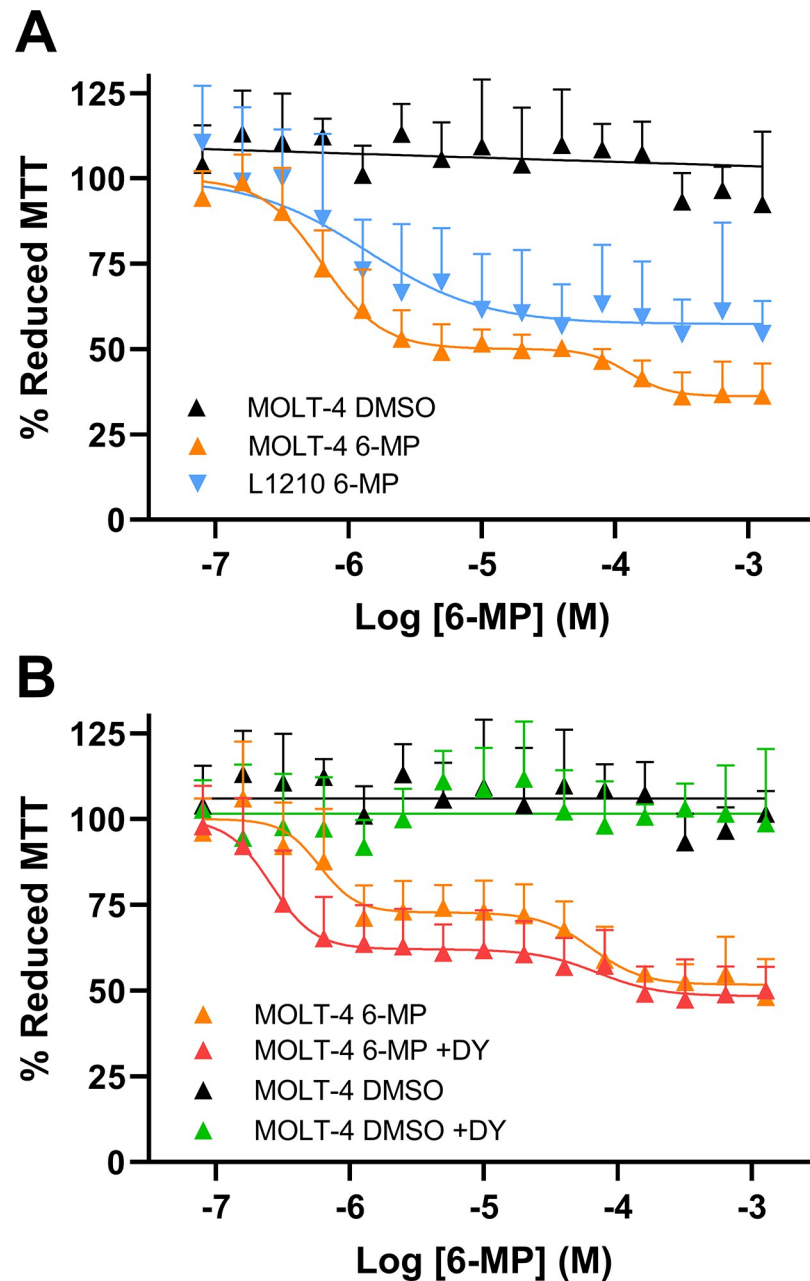 A
% Reduced MTT
125
100
75
50
25
0
MOLT-4 DMSO
MOLT-4 6-MP
L1210 6-MP
-7 -6 -5 -4 -3
Log [6-MP] (M)
B
% Reduced MTT
125
100
75
50
25
0
MOLT-4 6-MP
MOLT-4 6-MP +DY
MOLT-4 DMSO
MOLT-4 DMSO +DY
-7 -6 -5 -4 -3
Log [6-MP] (M)